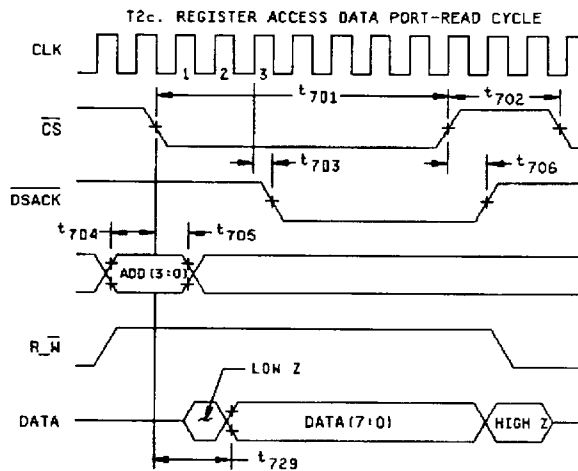 T2c. REGISTER ACCESS DATA PORT-READ CYCLE
CLK
1 2 3
t701 t702
CS
t703 t706
DSACK
t704 t705
ADD(3:0)
R_W
LOW Z
DATA DATA(7:0) HIGH Z
t729